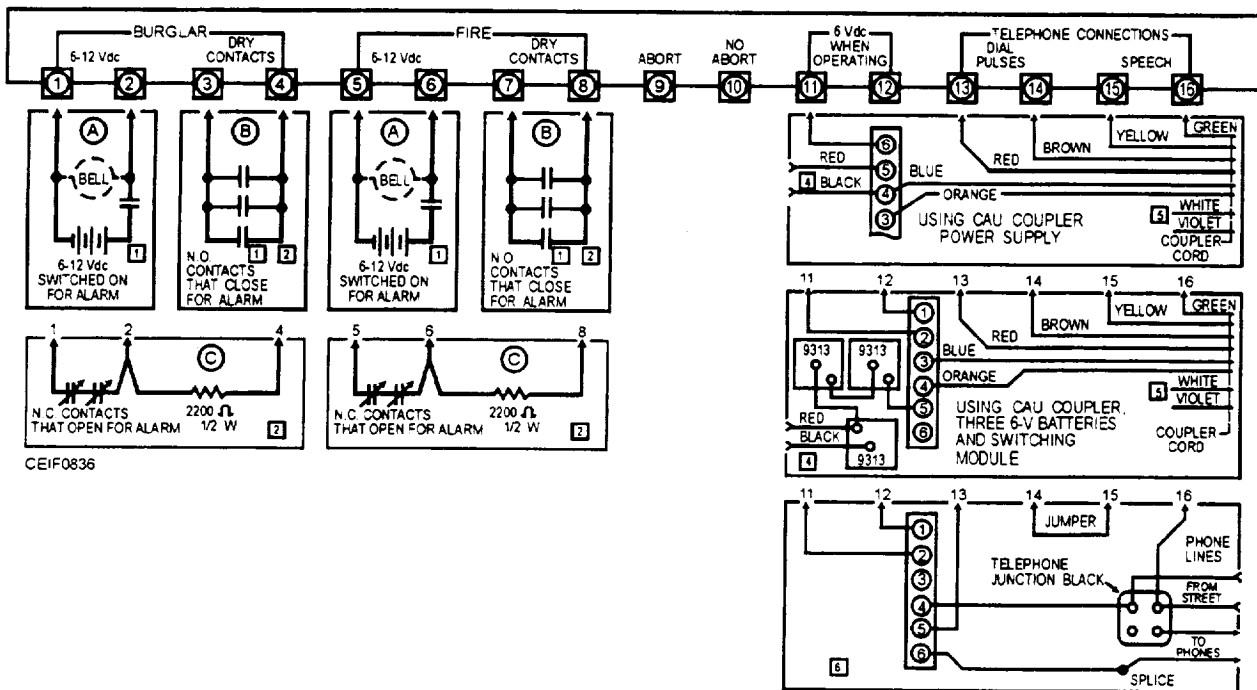 BURGLAR
6-12 Vdc
DRY
CONTACTS
FIRE
6-12 Vdc
DRY
CONTACTS
ABORT
NO
ABORT
6 Vdc
WHEN
OPERATING
TELEPHONE CONNECTIONS
DIAL
PULSES
SPEECH
1 2 3 4 5 6 7 8 9 10 11 12 13 14 15 16
A
BELL
1
6-12 Vdc
SWITCHED ON
FOR ALARM
B
1 2
N.O.
CONTACTS
THAT CLOSE
FOR ALARM
A
BELL
1
6-12 Vdc
SWITCHED ON
FOR ALARM
B
1 2
N.O
CONTACTS
THAT CLOSE
FOR ALARM
6
5
4
3
RED
4 BLACK
BLUE
ORANGE
RED
BROWN
YELLOW
GREEN
USING CAU COUPLER
POWER SUPPLY
5
WHITE
VIOLET
COUPLER
CORD
1 2 4
C
N.C. CONTACTS
THAT OPEN FOR ALARM
2200 Ω
1/2 W
2
5 6 8
C
N.C. CONTACTS
THAT OPEN FOR ALARM
2200 Ω
1/2 W
2
CEIF0836
11 12 13 14 15 16
1
2
3
4
5
6
9313
9313
9313
RED
BLACK
4
BLUE
ORANGE
RED
BROWN
YELLOW
GREEN
USING CAU COUPLER,
THREE 6-V BATTERIES
AND SWITCHING
MODULE
5
WHITE
VIOLET
COUPLER
CORD
11 12 13 14 15 16
1
2
3
4
5
6
JUMPER
TELEPHONE
JUNCTION BLACK
PHONE
LINES
FROM
STREET
TO
PHONES
SPLICE
6